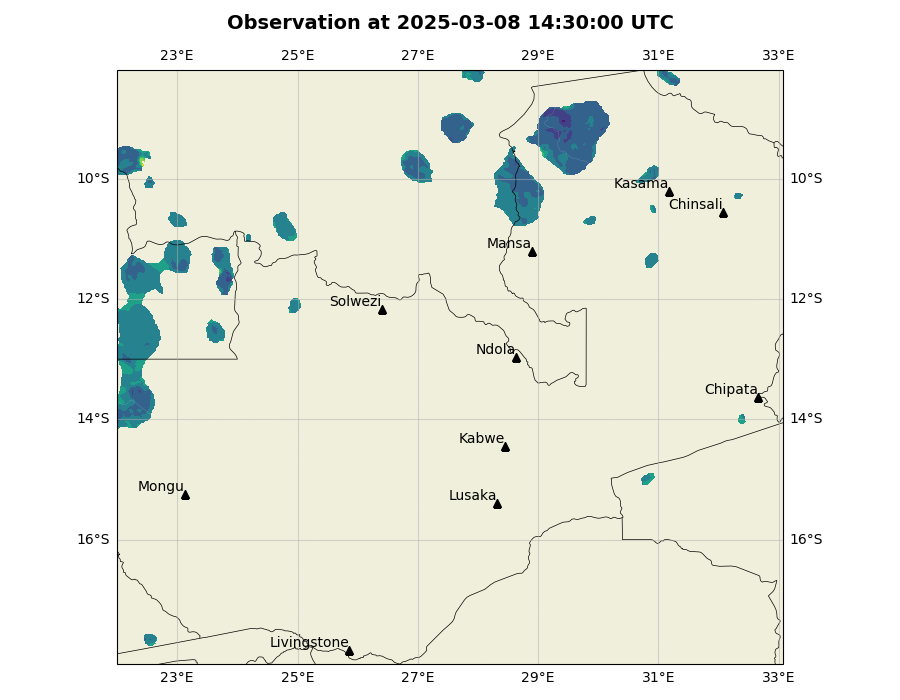 Observation at 2025-03-08 14:30:00 UTC
23°E 25°E 27°E 29°E 31°E 33°E
10°S 10°S
Kasama
Chinsali
Mansa
12°S 12°S
Solwezi
Ndola
Chipata
14°S 14°S
Kabwe
Mongu
Lusaka
16°S 16°S
Livingstone
23°E 25°E 27°E 29°E 31°E 33°E